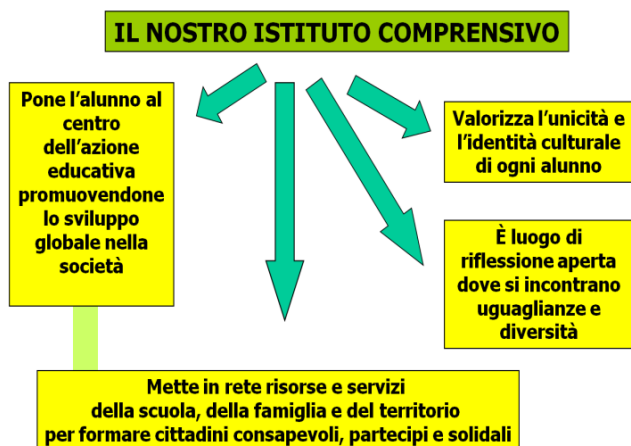 IL NOSTRO ISTITUTO COMPRENSIVO
Pone l'alunno al
centro
dell'azione
educativa
promuovendone
lo sviluppo
globale nella
società
Valorizza l'unicità e
l'identità culturale
di ogni alunno
È luogo di
riflessione aperta
dove si incontrano
uguaglianze e
diversità
Mette in rete risorse e servizi
della scuola, della famiglia e del territorio
per formare cittadini consapevoli, partecipi e solidali